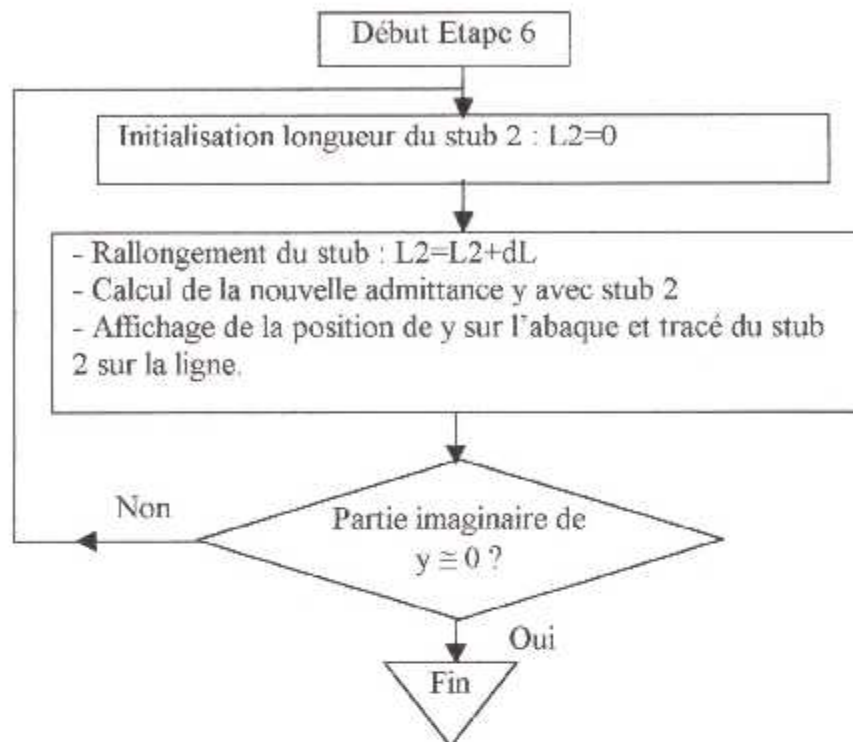 Début Etape 6
Initialisation longueur du stub 2 : L2=0
- Rallongement du stub : L2=L2+dL
- Calcul de la nouvelle admittance y avec stub 2
- Affichage de la position de y sur l'abaque et tracé du stub
2 sur la ligne.
Non
Partie imaginaire de
y ≅ 0 ?
Oui
Fin